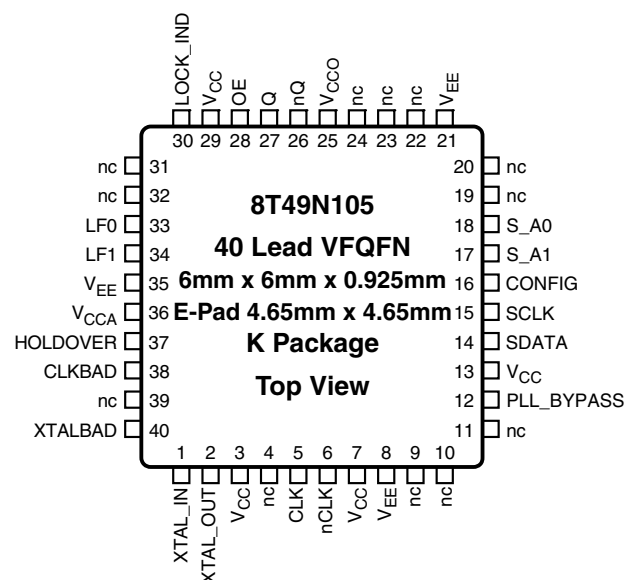 LOCK_IND
VCC
OE
Q
nQ
VCCO
nc
nc
nc
VEE
30 29 28 27 26 25 24 23 22 21
nc 31
nc 32
LF0 33
LF1 34
VEE 35
VCCA 36
HOLDOVER 37
CLKBAD 38
nc 39
XTALBAD 40
8T49N105
40 Lead VFQFN
6mm x 6mm x 0.925mm
E-Pad 4.65mm x 4.65mm
K Package
Top View
20 nc
19 nc
18 S_A0
17 S_A1
16 CONFIG
15 SCLK
14 SDATA
13 VCC
12 PLL_BYPASS
11 nc
1 2 3 4 5 6 7 8 9 10
XTAL_IN
XTAL_OUT
VCC
nc
CLK
nCLK
VCC
VEE
nc
nc